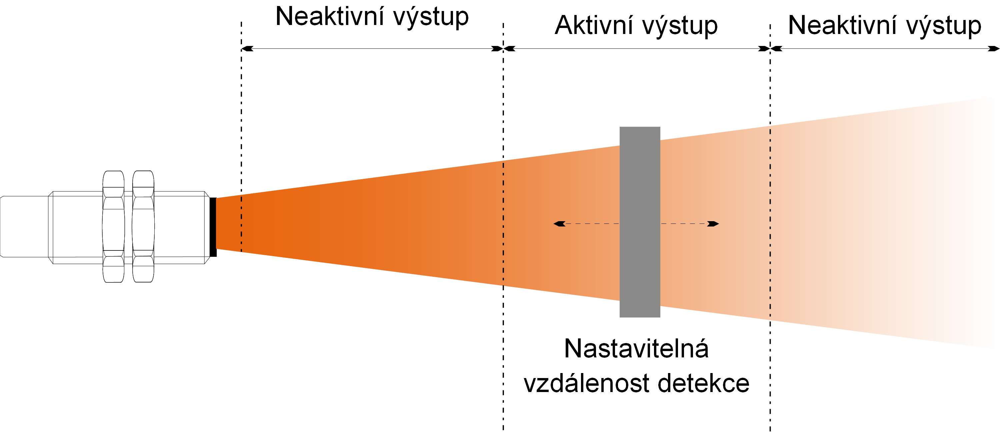 Neaktivní výstup
Aktivní výstup
Neaktivní výstup
Nastavitelná
vzdálenost detekce